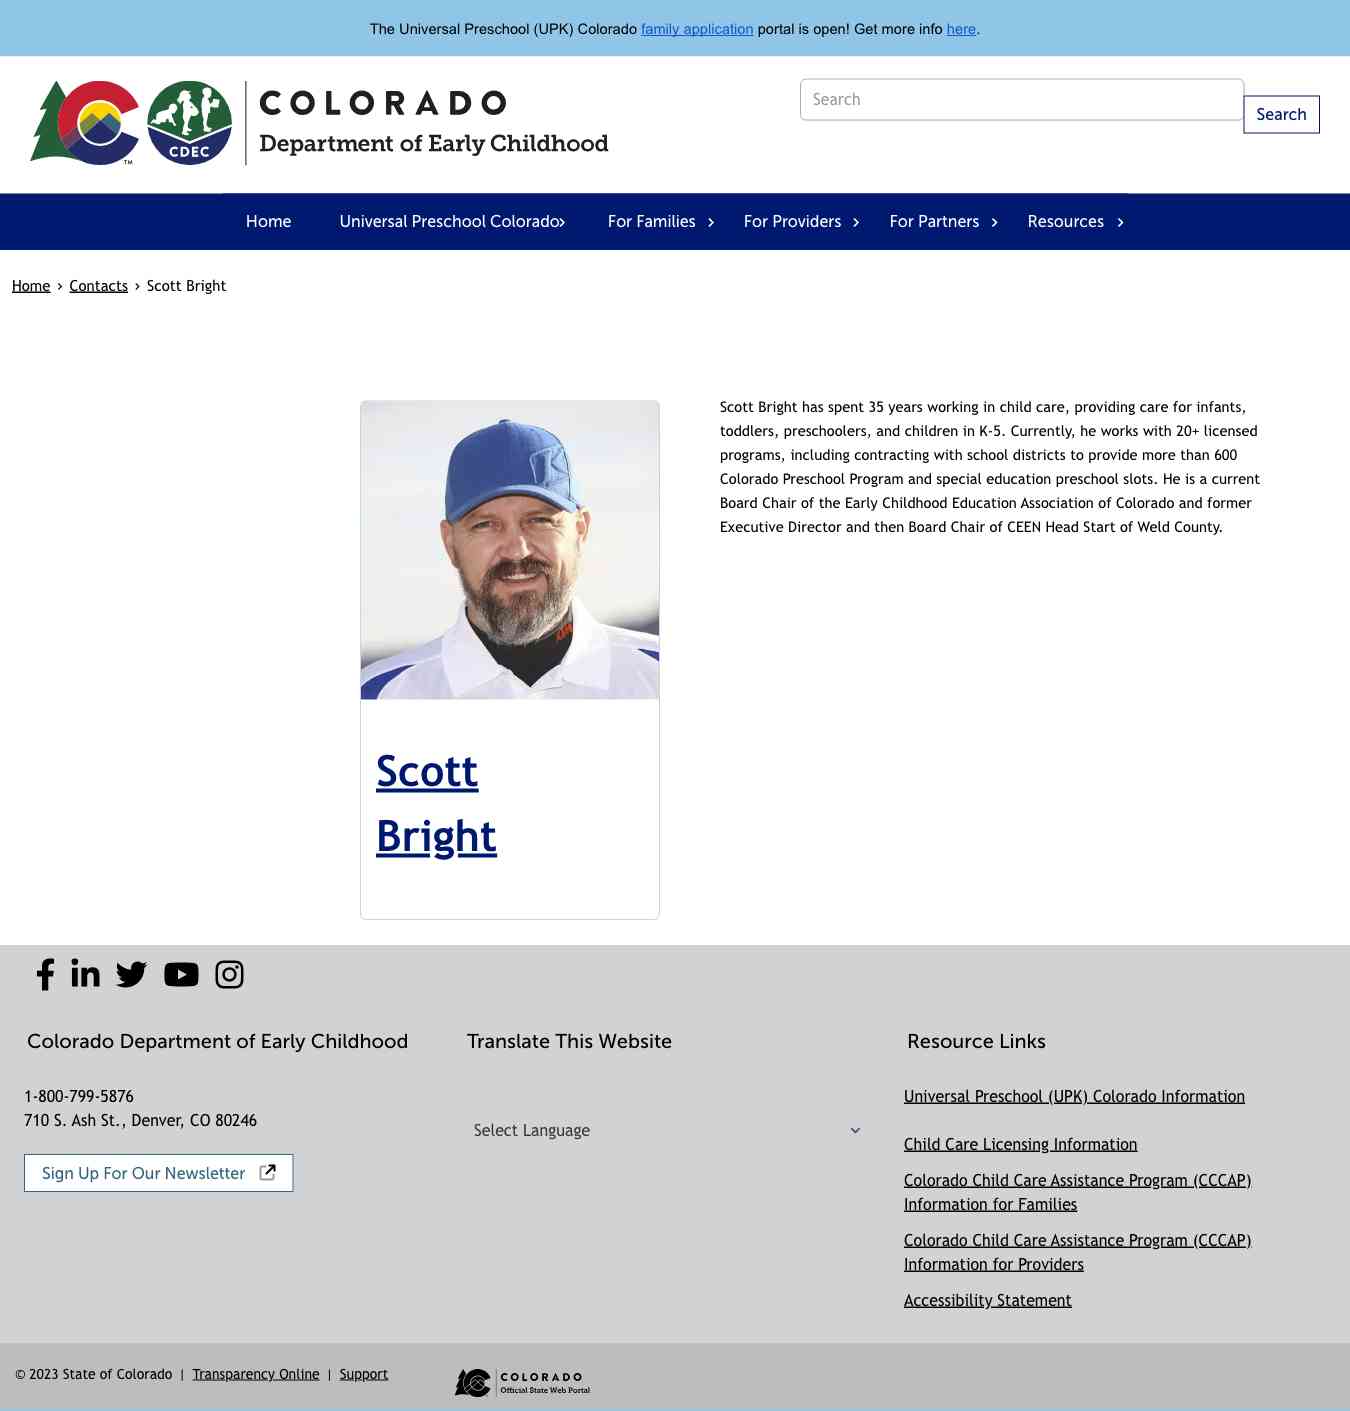 The Universal Preschool (UPK) Colorado family application portal is open! Get more info here.
CDEC
TM
COLORADO
Department of Early Childhood
Search
Search
Home
Universal Preschool Colorado
For Families
For Providers
For Partners
Resources
Home › Contacts › Scott Bright
Scott Bright has spent 35 years working in child care, providing care for infants,
toddlers, preschoolers, and children in K-5. Currently, he works with 20+ licensed
programs, including contracting with school districts to provide more than 600
Colorado Preschool Program and special education preschool slots. He is a current
Board Chair of the Early Childhood Education Association of Colorado and former
Executive Director and then Board Chair of CEEN Head Start of Weld County.
Scott
Bright
Colorado Department of Early Childhood
1-800-799-5876
710 S. Ash St., Denver, CO 80246
Sign Up For Our Newsletter
Translate This Website
Select Language
Resource Links
Universal Preschool (UPK) Colorado Information
Child Care Licensing Information
Colorado Child Care Assistance Program (CCCAP)
Information for Families
Colorado Child Care Assistance Program (CCCAP)
Information for Providers
Accessibility Statement
© 2023 State of Colorado | Transparency Online | Support
COLORADO
Official State Web Portal